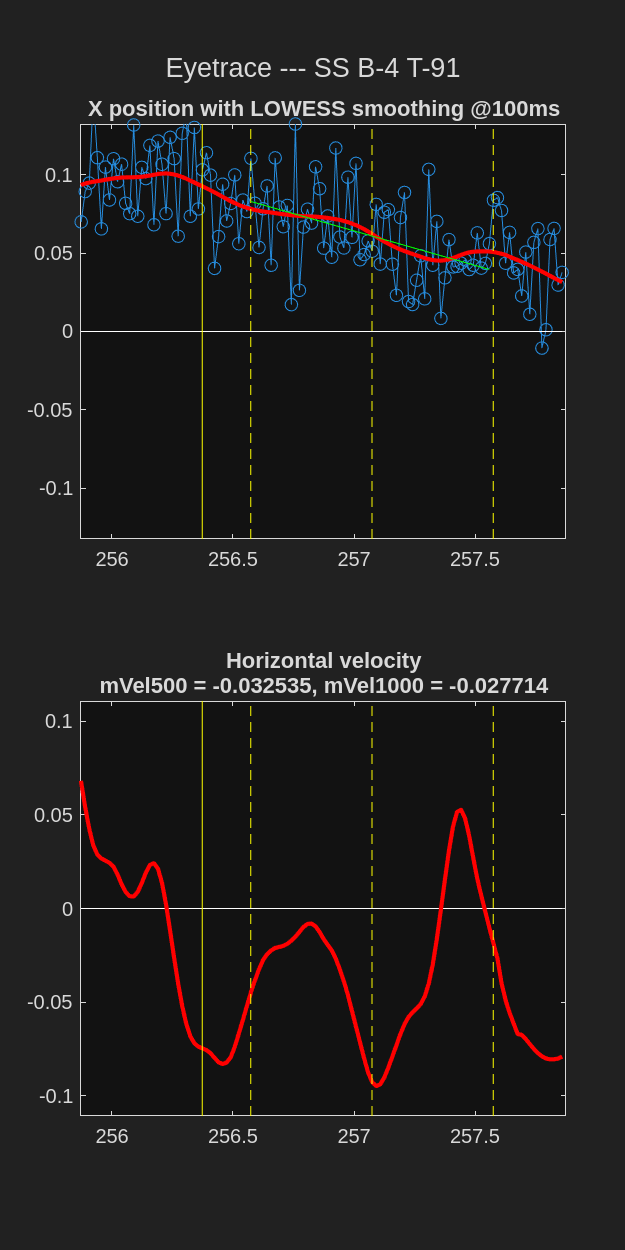 Eyetrace --- SS B-4 T-91
X position with LOWESS smoothing @100ms
0.1
0.05
0
-0.05
-0.1
256 256.5 257 257.5
Horizontal velocity
mVel500 = -0.032535, mVel1000 = -0.027714
0.1
0.05
0
-0.05
-0.1
256 256.5 257 257.5